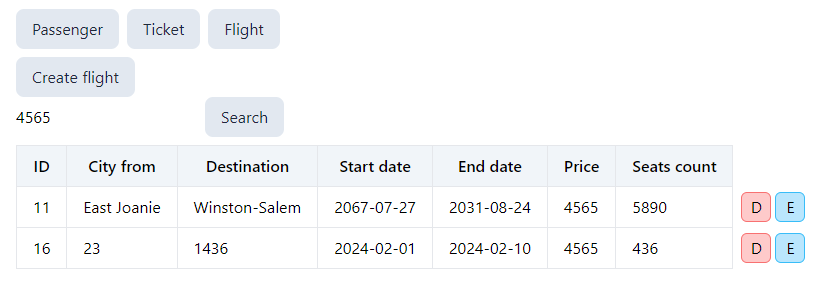 Passenger Ticket Flight
Create flight
4565 Search
ID City from Destination Start date End date Price Seats count
11 East Joanie Winston-Salem 2067-07-27 2031-08-24 4565 5890 D E
16 23 1436 2024-02-01 2024-02-10 4565 436 D E